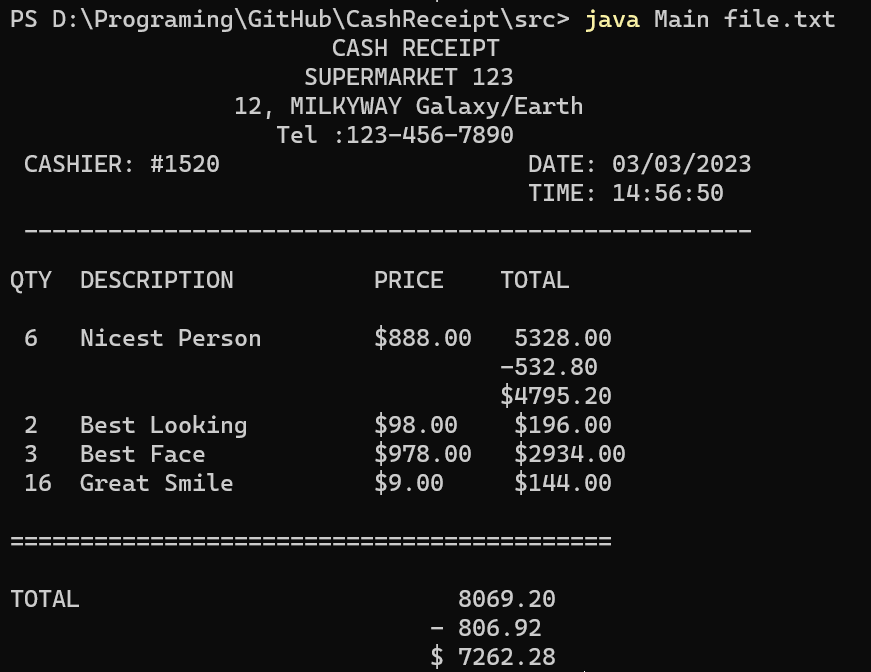 PS D:\Programing\GitHub\CashReceipt\src> java Main file.txt
CASH RECEIPT
SUPERMARKET 123
12, MILKYWAY Galaxy/Earth
Tel :123-456-7890
CASHIER: #1520 DATE: 03/03/2023
TIME: 14:56:50
----------------------------------------------------
QTY DESCRIPTION PRICE TOTAL
6 Nicest Person $888.00 5328.00
-532.80
$4795.20
2 Best Looking $98.00 $196.00
3 Best Face $978.00 $2934.00
16 Great Smile $9.00 $144.00
===========================================
TOTAL 8069.20
- 806.92
$ 7262.28